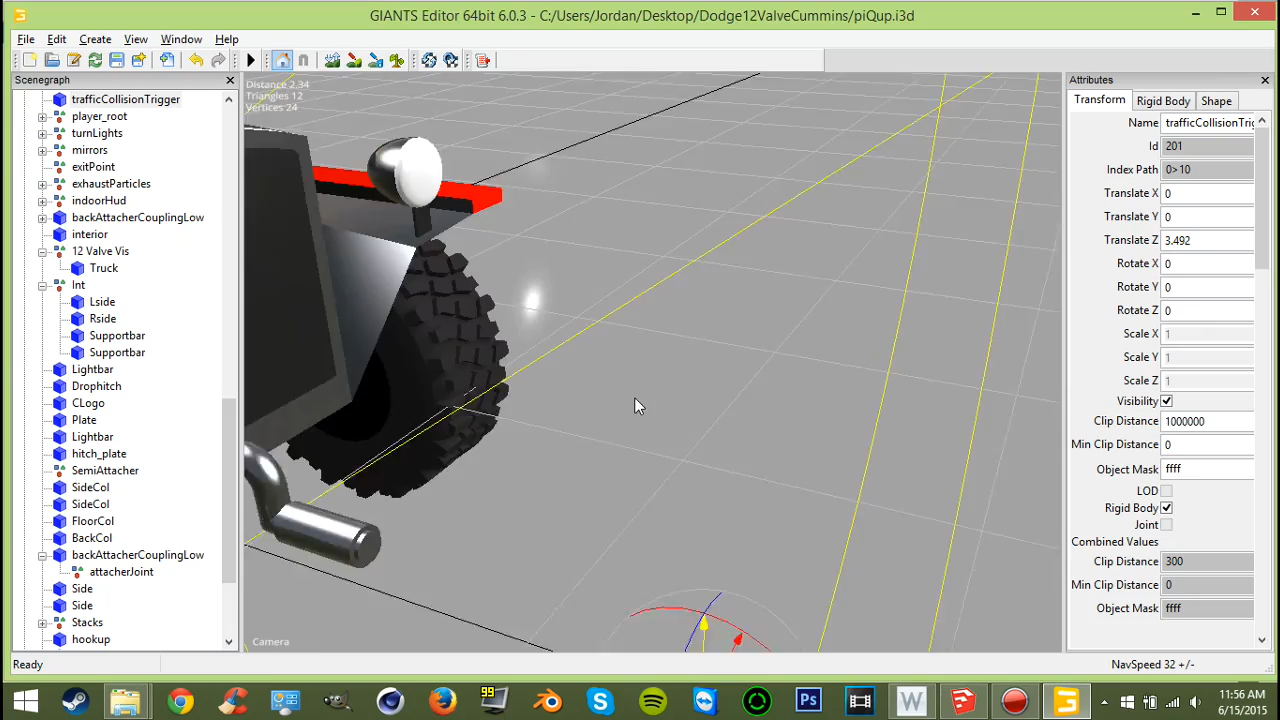 GIANTS Editor 64bit 6.0.3 - C:/Users/Jordan/Desktop/Dodge12ValveCummins/piQup.i3d
File Edit Create View Window Help
Scenegraph
trafficCollisionTrigger
player_root
turnLights
mirrors
exitPoint
exhaustParticles
indoorHud
backAttacherCouplingLow
interior
12 Valve Vis
Truck
Int
Lside
Rside
Supportbar
Supportbar
Lightbar
Drophitch
CLogo
Plate
Lightbar
hitch_plate
SemiAttacher
SideCol
SideCol
FloorCol
BackCol
backAttacherCouplingLow
attacherJoint
Side
Side
Stacks
hookup
Distance 2.34
Triangles 12
Vertices 24
Camera
Attributes
Transform Rigid Body Shape
Name trafficCollisionTrig
Id 201
Index Path 0>10
Translate X 0
Translate Y 0
Translate Z 3.492
Rotate X 0
Rotate Y 0
Rotate Z 0
Scale X 1
Scale Y 1
Scale Z 1
Visibility
Clip Distance 1000000
Min Clip Distance 0
Object Mask ffff
LOD
Rigid Body
Joint
Combined Values
Clip Distance 300
Min Clip Distance 0
Object Mask ffff
Ready
NavSpeed 32 +/-
99
Ps
W
11:56 AM
6/15/2015